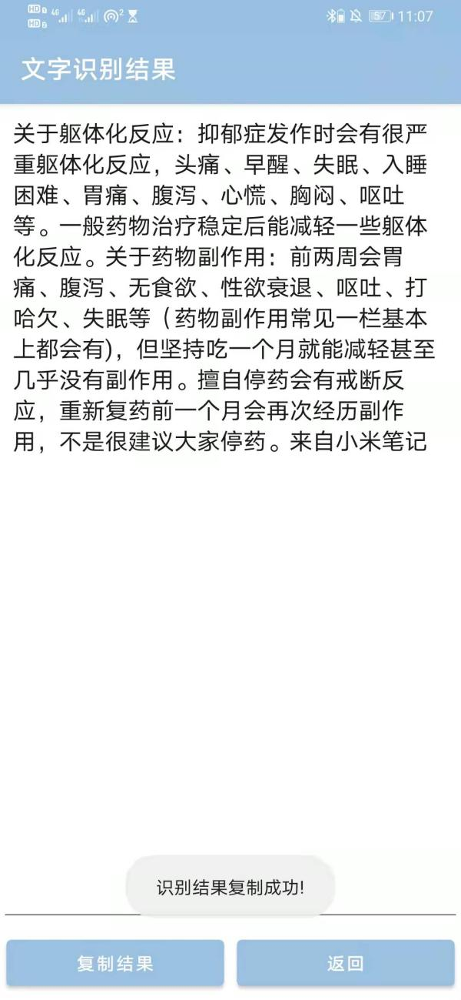 HD 1 4G 4G 2 57 11:07
HD 2
文字识别结果
关于躯体化反应：抑郁症发作时会有很严
重躯体化反应，头痛、早醒、失眠、入睡
困难、胃痛、腹泻、心慌、胸闷、呕吐
等。一般药物治疗稳定后能减轻一些躯体
化反应。关于药物副作用：前两周会胃
痛、腹泻、无食欲、性欲衰退、呕吐、打
哈欠、失眠等（药物副作用常见一栏基本
上都会有)，但坚持吃一个月就能减轻甚至
几乎没有副作用。擅自停药会有戒断反
应，重新复药前一个月会再次经历副作
用，不是很建议大家停药。来自小米笔记
识别结果复制成功!
复制结果 返回